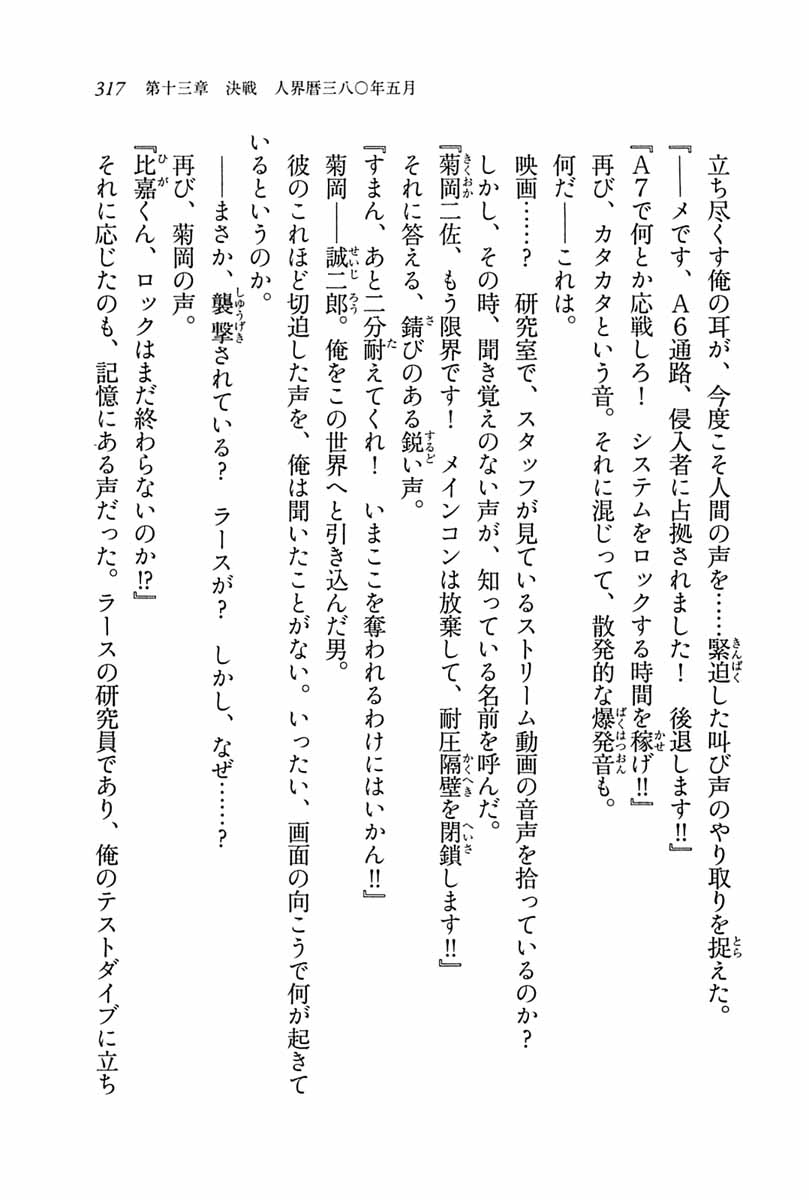 317　第十三章　決戦　人界暦三八〇年五月
立ち尽くす俺の耳が、今度こそ人間の声を……緊迫した叫び声のやり取りを捉えた。
『――メです、Ａ６通路、侵入者に占拠されました！　後退します!!』
『Ａ７で何とか応戦しろ！　システムをロックする時間を稼げ!!』
再び、カタカタという音。それに混じって、散発的な爆発音も。
何だ――これは。
映画……？　研究室で、スタッフが見ているストリーム動画の音声を拾っているのか？
しかし、その時、聞き覚えのない声が、知っている名前を呼んだ。
『菊岡二佐、もう限界です！　メインコンは放棄して、耐圧隔壁を閉鎖します!!』
それに答える、錆びのある鋭い声。
『すまん、あと二分耐えてくれ！　いまここを奪われるわけにはいかん!!』
菊岡――誠二郎。俺をこの世界へと引き込んだ男。
彼のこれほど切迫した声を、俺は聞いたことがない。いったい、画面の向こうで何が起きて
いるというのか。
――まさか、襲撃されている？　ラースが？　しかし、なぜ……？
再び、菊岡の声。
『比嘉くん、ロックはまだ終わらないのか!?』
それに応じたのも、記憶にある声だった。ラースの研究員であり、俺のテストダイブに立ち